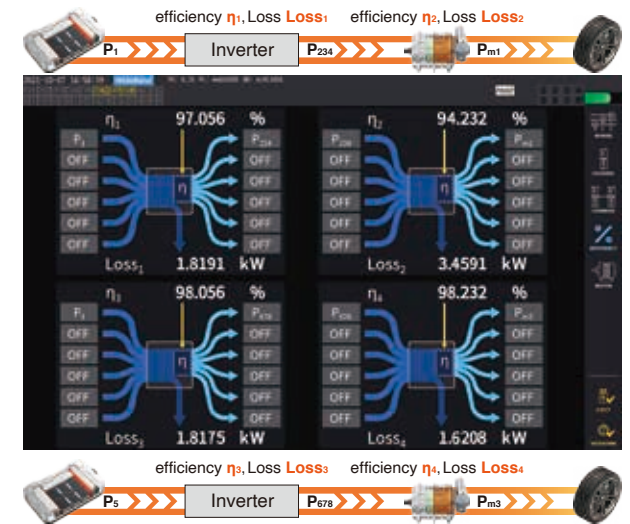 efficiency η1, Loss Loss1 efficiency η2, Loss Loss2
P1 Inverter P234 Pm1
η1 97.056 % η2 94.232 %
P1 P234 P234 Pm1
OFF OFF OFF OFF
OFF OFF OFF OFF
OFF OFF OFF OFF
OFF OFF OFF OFF
OFF OFF OFF OFF
Loss1 1.8191 kW Loss2 3.4591 kW
η η
η3 98.056 % η4 98.232 %
P678 P678 Pm3
OFF OFF OFF OFF
OFF OFF OFF OFF
OFF OFF OFF OFF
OFF OFF OFF OFF
OFF OFF OFF OFF
Loss3 1.8175 kW Loss4 1.6208 kW
η η
efficiency η3, Loss Loss3 efficiency η4, Loss Loss4
P5 Inverter P678 Pm3